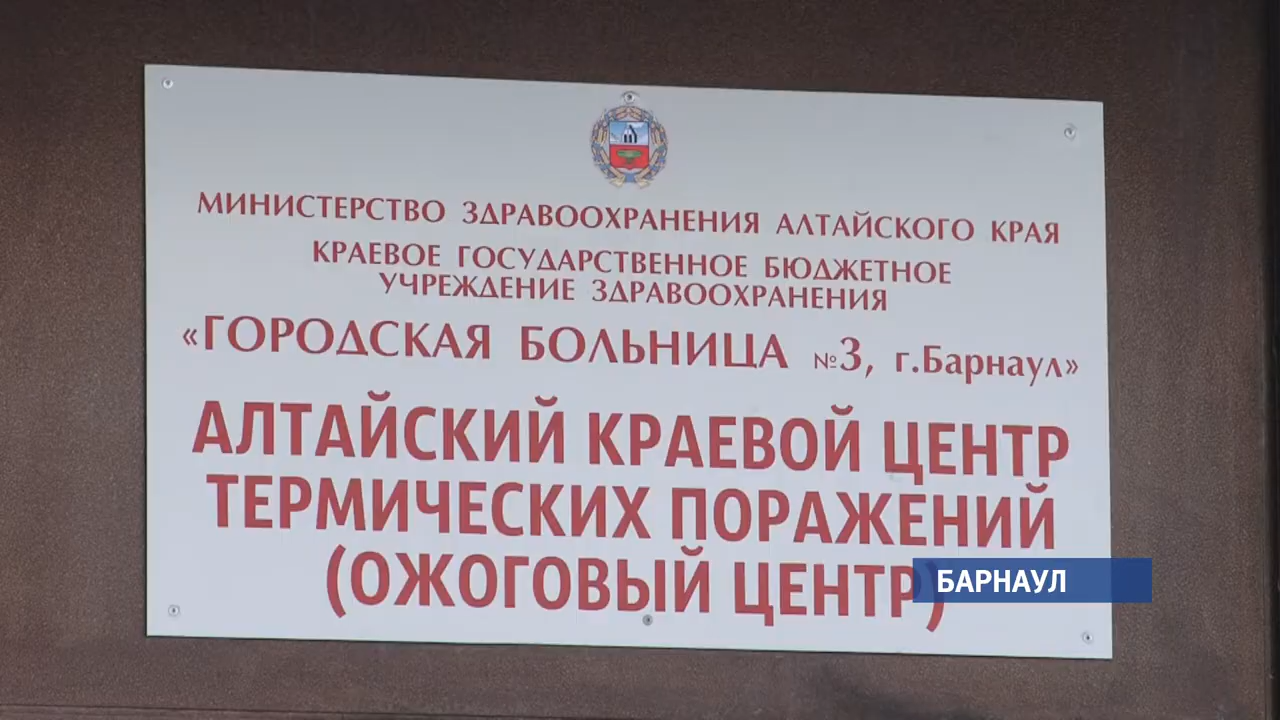 МИНИСТЕРСТВО ЗДРАВООХРАНЕНИЯ АЛТАЙСКОГО КРАЯ
КРАЕВОЕ ГОСУДАРСТВЕННОЕ БЮДЖЕТНОЕ
УЧРЕЖДЕНИЕ ЗДРАВООХРАНЕНИЯ
«ГОРОДСКАЯ БОЛЬНИЦА №3, г.Барнаул»
АЛТАЙСКИЙ КРАЕВОЙ ЦЕНТР
ТЕРМИЧЕСКИХ ПОРАЖЕНИЙ
(ОЖОГОВЫЙ ЦЕНТР)
БАРНАУЛ